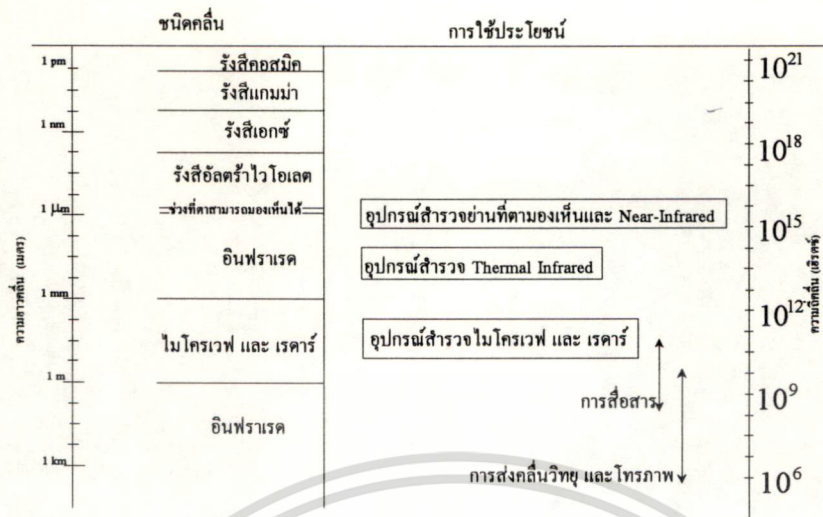 ชนิดคลื่น การใช้ประโยชน์
1 pm รังสีคอสมิค 10²¹
รังสีแกมม่า
1 nm รังสีเอกซ์ 10¹⁸
รังสีอัลตร้าไวโอเลต
1 µm ช่วงที่ตาสามารถมองเห็นได้ อุปกรณ์สำรวจย่านที่ตามองเห็นและ Near-Infrared 10¹⁵
อินฟราเรด อุปกรณ์สำรวจ Thermal Infrared
1 mm 10¹²
ไมโครเวฟ และ เรดาร์ อุปกรณ์สำรวจไมโครเวฟ และ เรดาร์
1 m การสื่อสาร 10⁹
อินฟราเรด
1 km การส่งคลื่นวิทยุ และโทรภาพ 10⁶
ความยาวคลื่น (เมตร)
ความถี่คลื่น (เฮิรตซ์)